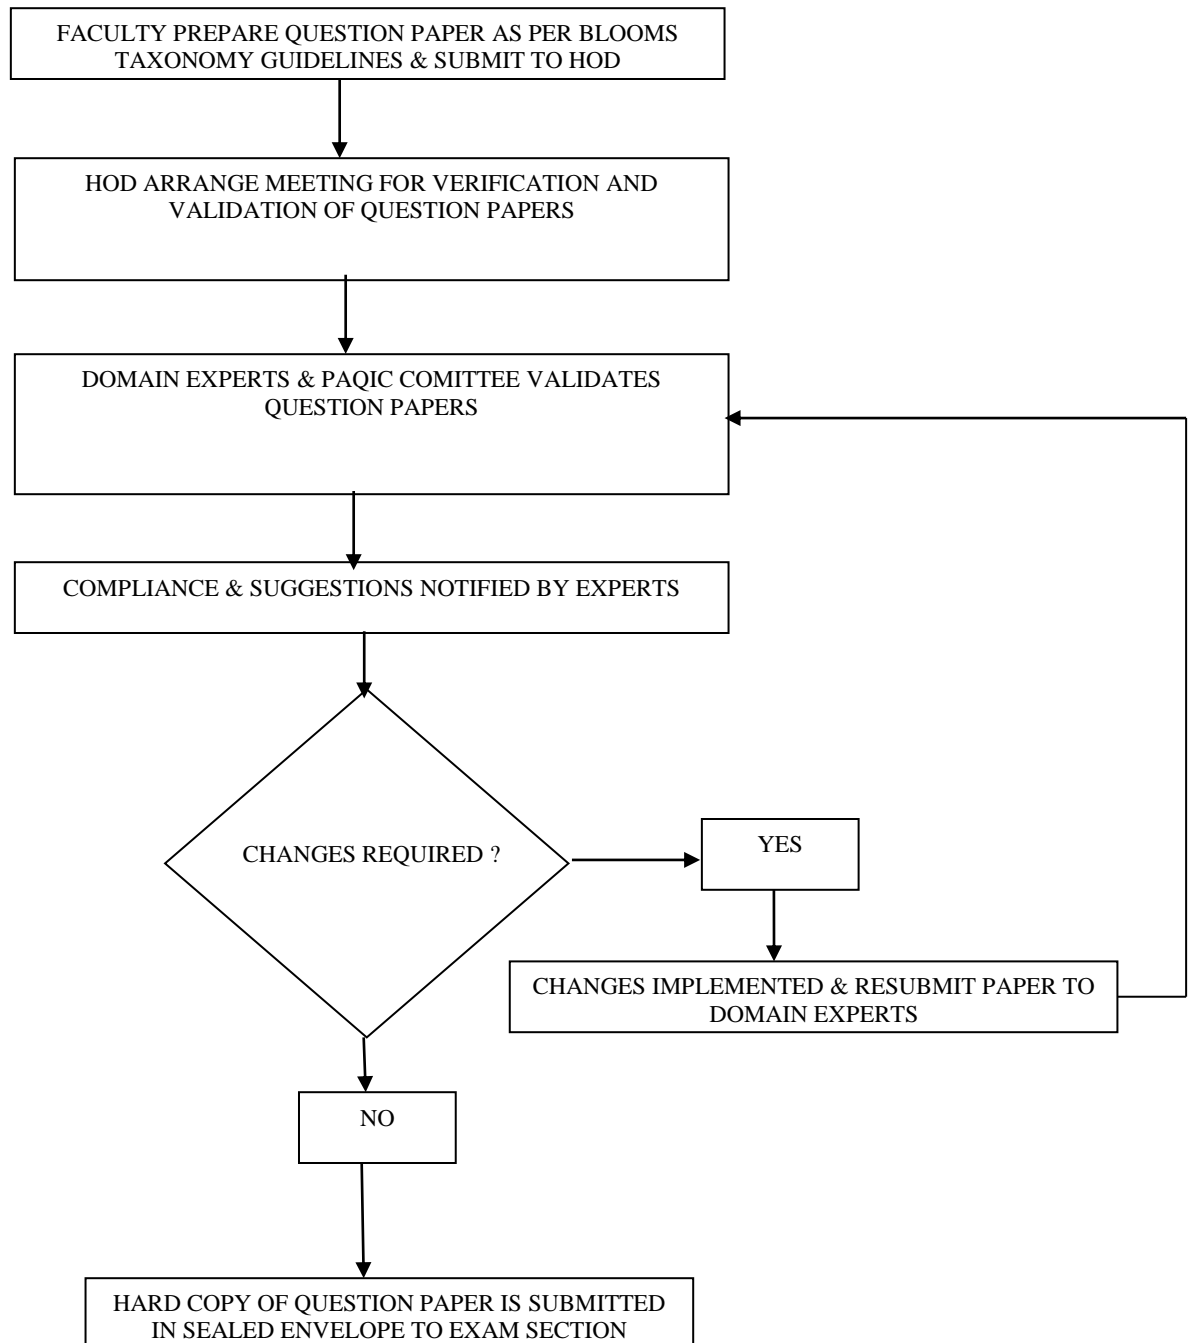 FACULTY PREPARE QUESTION PAPER AS PER BLOOMS
TAXONOMY GUIDELINES & SUBMIT TO HOD
HOD ARRANGE MEETING FOR VERIFICATION AND
VALIDATION OF QUESTION PAPERS
DOMAIN EXPERTS & PAQIC COMITTEE VALIDATES
QUESTION PAPERS
COMPLIANCE & SUGGESTIONS NOTIFIED BY EXPERTS
CHANGES REQUIRED ?
YES
CHANGES IMPLEMENTED & RESUBMIT PAPER TO
DOMAIN EXPERTS
NO
HARD COPY OF QUESTION PAPER IS SUBMITTED
IN SEALED ENVELOPE TO EXAM SECTION